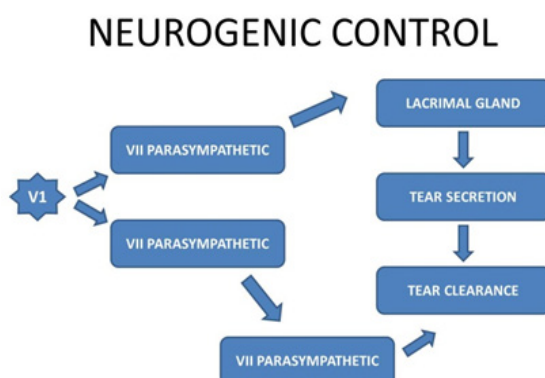 NEUROGENIC CONTROL
LACRIMAL GLAND
VII PARASYMPATHETIC
V1
TEAR SECRETION
VII PARASYMPATHETIC
TEAR CLEARANCE
VII PARASYMPATHETIC